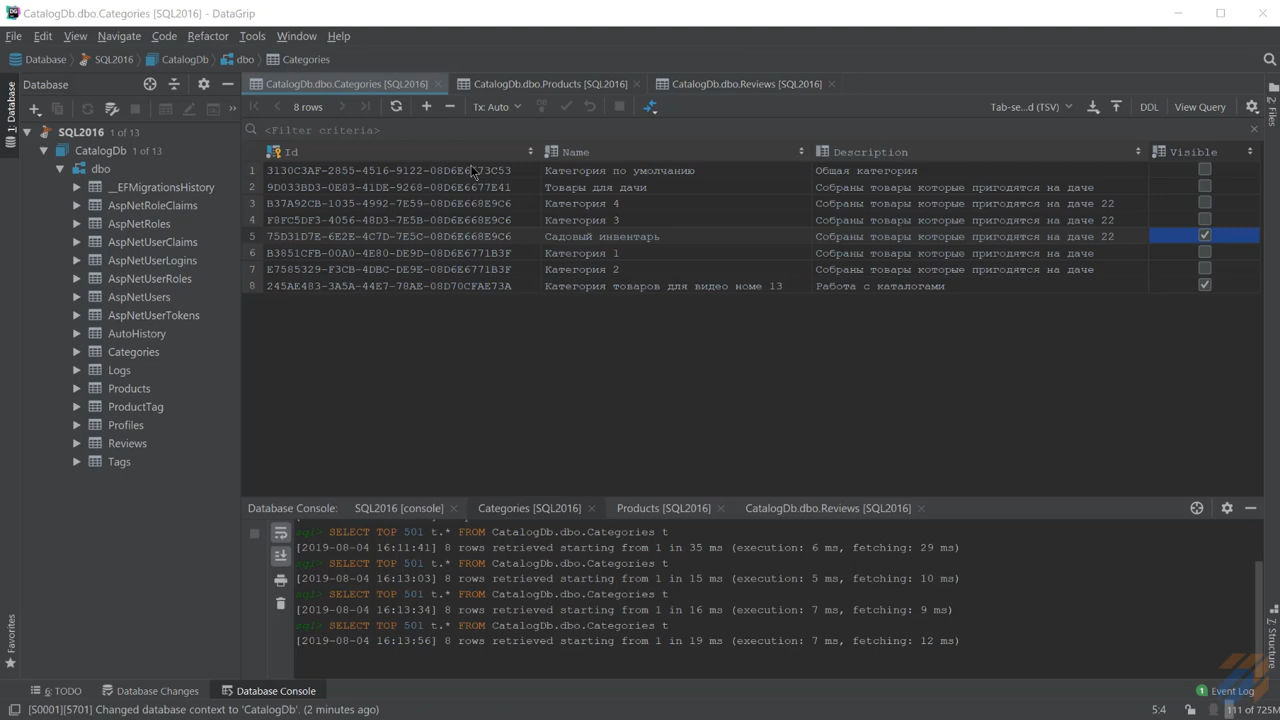 CatalogDb.dbo.Categories [SQL2016] - DataGrip
File Edit View Navigate Code Refactor Tools Window Help
Database SQL2016 CatalogDb dbo Categories
Database
CatalogDb.dbo.Categories [SQL2016] CatalogDb.dbo.Products [SQL2016] CatalogDb.dbo.Reviews [SQL2016]
8 rows Tx: Auto Tab-se...d (TSV) DDL View Query
<Filter criteria>
1: Database
2: Files
SQL2016 1 of 13
CatalogDb 1 of 13
dbo
__EFMigrationsHistory
AspNetRoleClaims
AspNetRoles
AspNetUserClaims
AspNetUserLogins
AspNetUserRoles
AspNetUsers
AspNetUserTokens
AutoHistory
Categories
Logs
Products
ProductTag
Profiles
Reviews
Tags
Id Name Description Visible
1 Категория по умолчанию Общая категория
2 9D033BD3-0E83-41DE-9268-08D6E6677E41 Товары для дачи Собраны товары которые пригодятся на даче
3 B37A92CB-1035-4992-7E59-08D6E668E9C6 Категория 4 Собраны товары которые пригодятся на даче 22
4 F8FC5DF3-4056-48D3-7E5B-08D6E668E9C6 Категория 3 Собраны товары которые пригодятся на даче 22
5 75D31D7E-6E2E-4C7D-7E5C-08D6E668E9C6 Садовый инвентарь Собраны товары которые пригодятся на даче 22
6 B3851CFB-00A0-4E80-DE9D-08D6E6771B3F Категория 1 Собраны товары которые пригодятся на даче
7 E7585329-F3CB-4DBC-DE9E-08D6E6771B3F Категория 2 Собраны товары которые пригодятся на даче
8 245AE483-3A5A-44E7-78AE-08D70CFAE73A Категория товаров для видео номе 13 Работа с каталогами
Database Console: SQL2016 [console] Categories [SQL2016] Products [SQL2016] CatalogDb.dbo.Reviews [SQL2016]
sql> SELECT TOP 501 t.* FROM CatalogDb.dbo.Categories t
[2019-08-04 16:11:41] 8 rows retrieved starting from 1 in 35 ms (execution: 6 ms, fetching: 29 ms)
sql> SELECT TOP 501 t.* FROM CatalogDb.dbo.Categories t
[2019-08-04 16:13:03] 8 rows retrieved starting from 1 in 15 ms (execution: 5 ms, fetching: 10 ms)
sql> SELECT TOP 501 t.* FROM CatalogDb.dbo.Categories t
[2019-08-04 16:13:34] 8 rows retrieved starting from 1 in 16 ms (execution: 7 ms, fetching: 9 ms)
sql> SELECT TOP 501 t.* FROM CatalogDb.dbo.Categories t
[2019-08-04 16:13:56] 8 rows retrieved starting from 1 in 19 ms (execution: 7 ms, fetching: 12 ms)
Favorites
Z: Structure
6: TODO Database Changes Database Console 1 Event Log
[S0001][5701] Changed database context to 'CatalogDb' (2 minutes ago) 5:4 111 of 725M